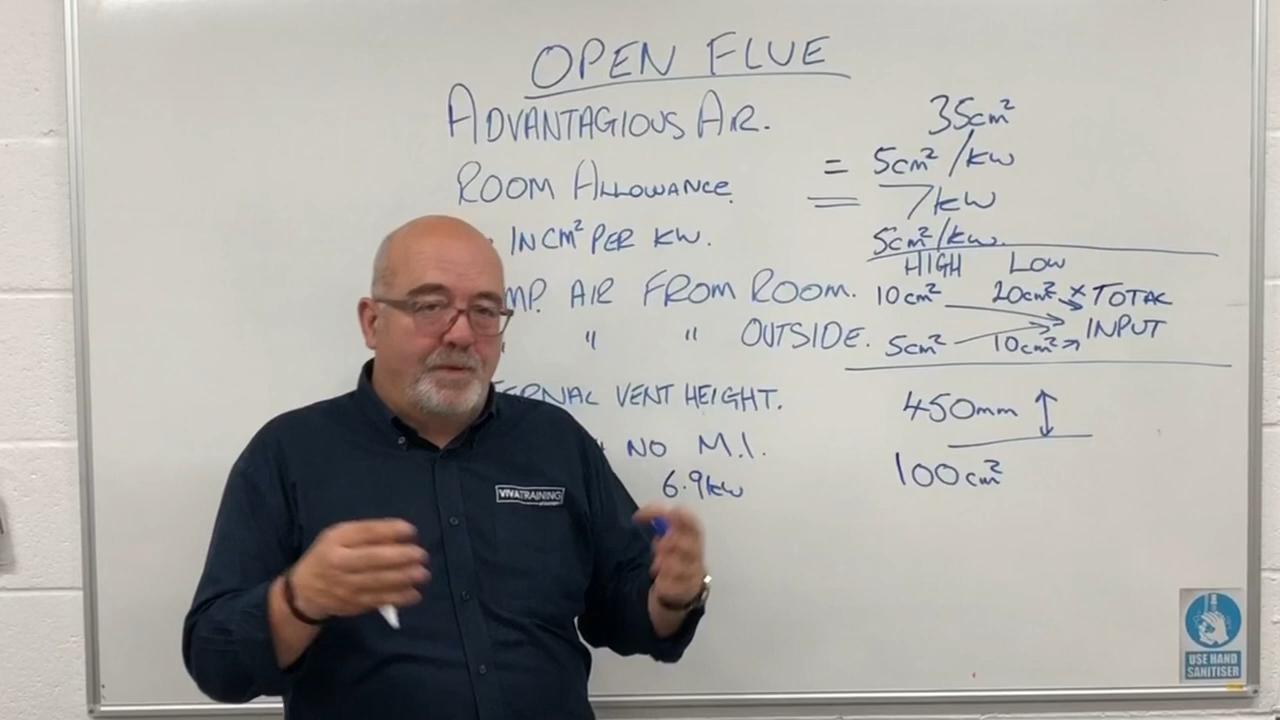 OPEN FLUE
ADVANTAGIOUS AIR. 35cm²
ROOM ALLOWANCE. = 5cm²/kW
7kW
IN CM² PER KW. 5cm²/kW.
HIGH LOW
MP. AIR FROM ROOM. 10cm² 20cm² × TOTAL
" " OUTSIDE. 5cm² 10cm² INPUT
ERNAL VENT HEIGHT. 450mm
NO M.I. 100cm²
6.9kW
VIVATRAINING
USE HAND
SANITISER